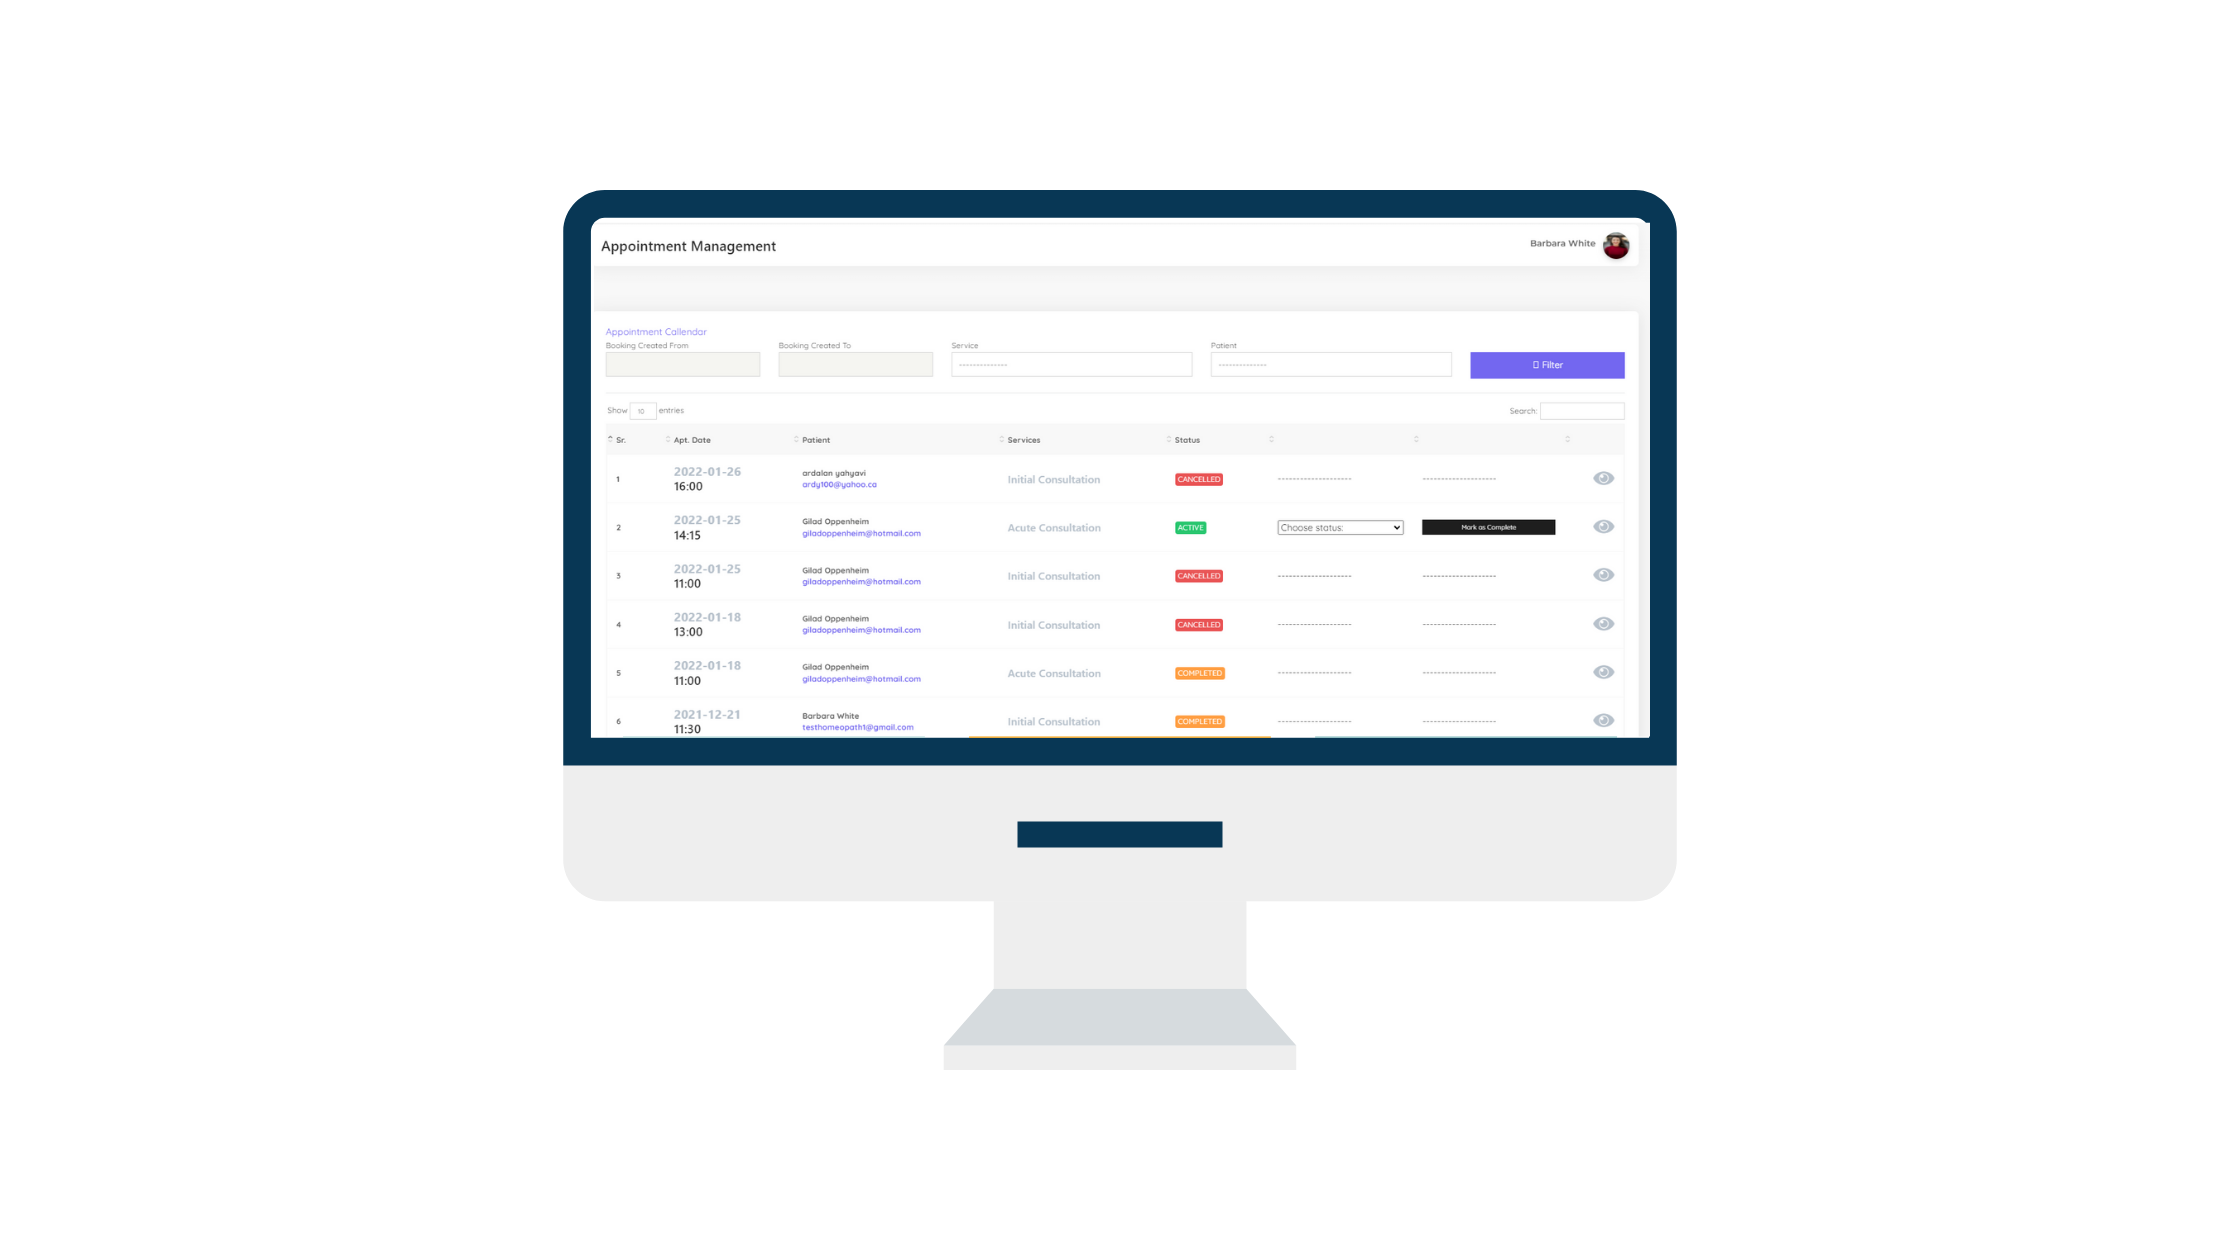 Appointment Management
Barbara White
Appointment Callendar
Booking Created From
Booking Created To
Service
Patient
--------------
--------------
Filter
Show 10 entries
Search:
Sr.
Apt. Date
Patient
Services
Status
1
2022-01-26
16:00
ardalan yahyavi
ardy100@yahoo.ca
Initial Consultation
CANCELLED
--------------------
--------------------
2
2022-01-25
14:15
Gilad Oppenheim
giladoppenheim@hotmail.com
Acute Consultation
ACTIVE
Choose status:
Mark as Complete
3
2022-01-25
11:00
Gilad Oppenheim
giladoppenheim@hotmail.com
Initial Consultation
CANCELLED
--------------------
--------------------
4
2022-01-18
13:00
Gilad Oppenheim
giladoppenheim@hotmail.com
Initial Consultation
CANCELLED
--------------------
--------------------
5
2022-01-18
11:00
Gilad Oppenheim
giladoppenheim@hotmail.com
Acute Consultation
COMPLETED
--------------------
--------------------
6
2021-12-21
11:30
Barbara White
testhomeopath1@gmail.com
Initial Consultation
COMPLETED
--------------------
--------------------